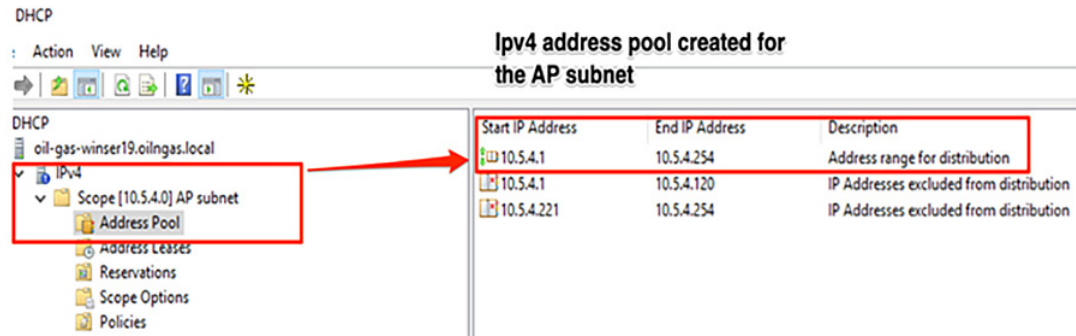 DHCP
Action View Help
Ipv4 address pool created for
the AP subnet
DHCP
oil-gas-winser19.oilngas.local
IPv4
Scope [10.5.4.0] AP subnet
Address Pool
Address Leases
Reservations
Scope Options
Policies
Start IP Address End IP Address Description
10.5.4.1 10.5.4.254 Address range for distribution
10.5.4.1 10.5.4.120 IP Addresses excluded from distribution
10.5.4.221 10.5.4.254 IP Addresses excluded from distribution